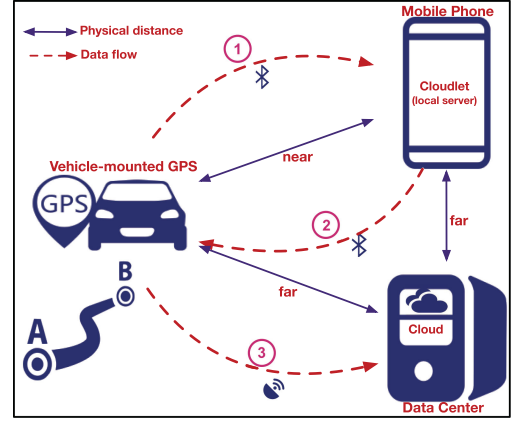 Mobile Phone
Physical distance
Data flow
1
Cloudlet
(local server)
near
Vehicle-mounted GPS
GPS
2
far
B
far
A
Cloud
3
Data Center